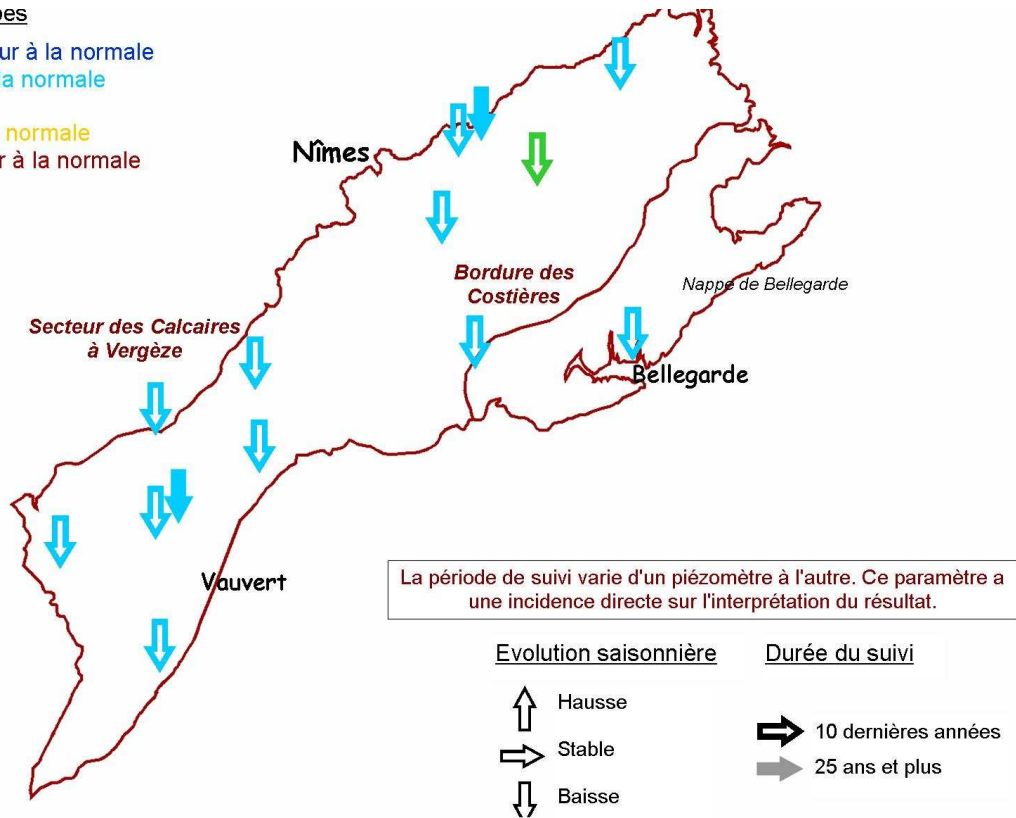 ur à la normale
la normale
normale
r à la normale
Nîmes
Bordure des
Costières
Nappe de Bellegarde
Secteur des Calcaires
à Vergèze
Bellegarde
Vauvert
La période de suivi varie d'un piézomètre à l'autre. Ce paramètre a
une incidence directe sur l'interprétation du résultat.
Evolution saisonnière
Durée du suivi
Hausse
Stable
Baisse
10 dernières années
25 ans et plus